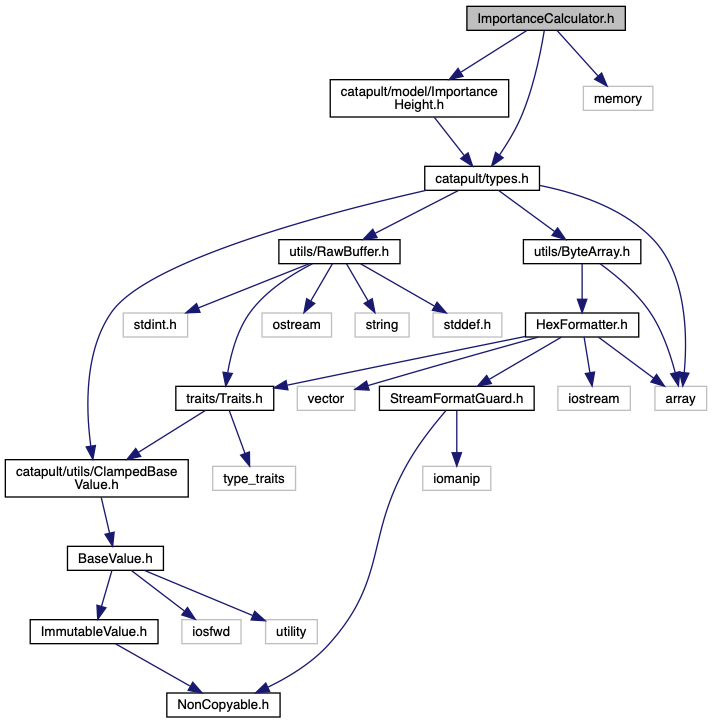 ImportanceCalculator.h
catapult/model/Importance
Height.h
memory
catapult/types.h
utils/RawBuffer.h
utils/ByteArray.h
stdint.h
ostream
string
stddef.h
HexFormatter.h
traits/Traits.h
vector
StreamFormatGuard.h
iostream
array
catapult/utils/ClampedBase
Value.h
type_traits
iomanip
BaseValue.h
ImmutableValue.h
iosfwd
utility
NonCopyable.h